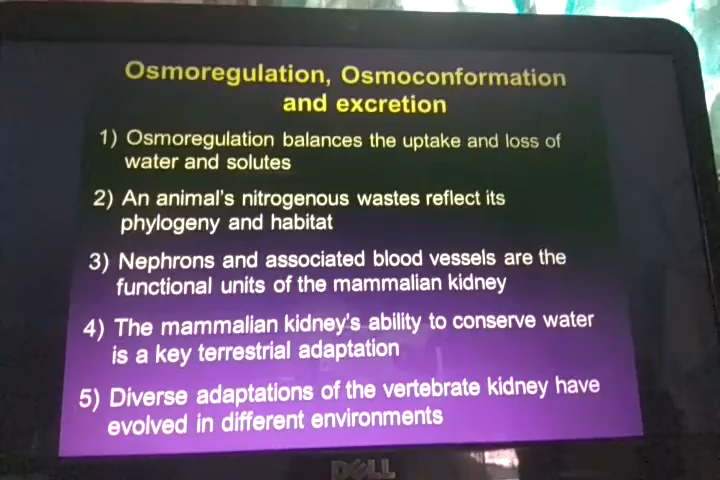 Osmoregulation, Osmoconformation
and excretion
1) Osmoregulation balances the uptake and loss of
water and solutes
2) An animal's nitrogenous wastes reflect its
phylogeny and habitat
3) Nephrons and associated blood vessels are the
functional units of the mammalian kidney
4) The mammalian kidney's ability to conserve water
is a key terrestrial adaptation
5) Diverse adaptations of the vertebrate kidney have
evolved in different environments
DELL